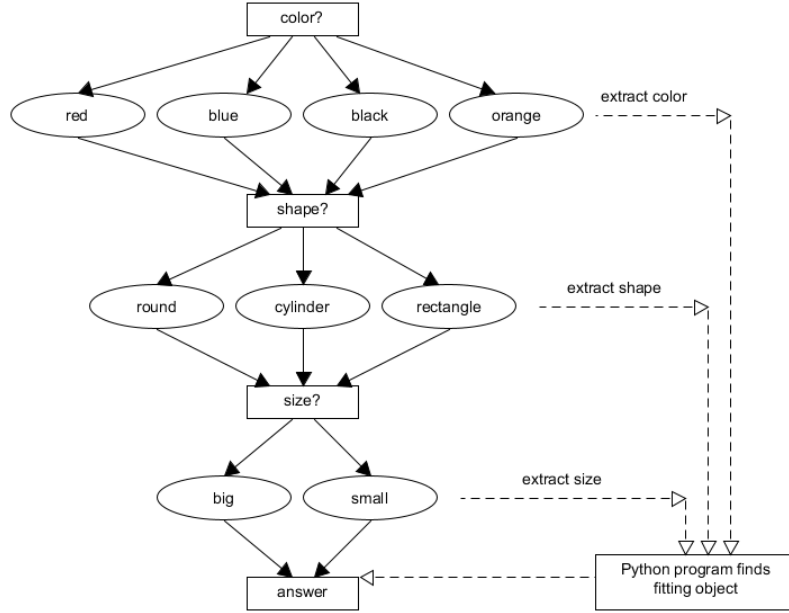 color?
red
blue
black
orange
extract color
shape?
round
cylinder
rectangle
extract shape
size?
big
small
extract size
answer
Python program finds
fitting object